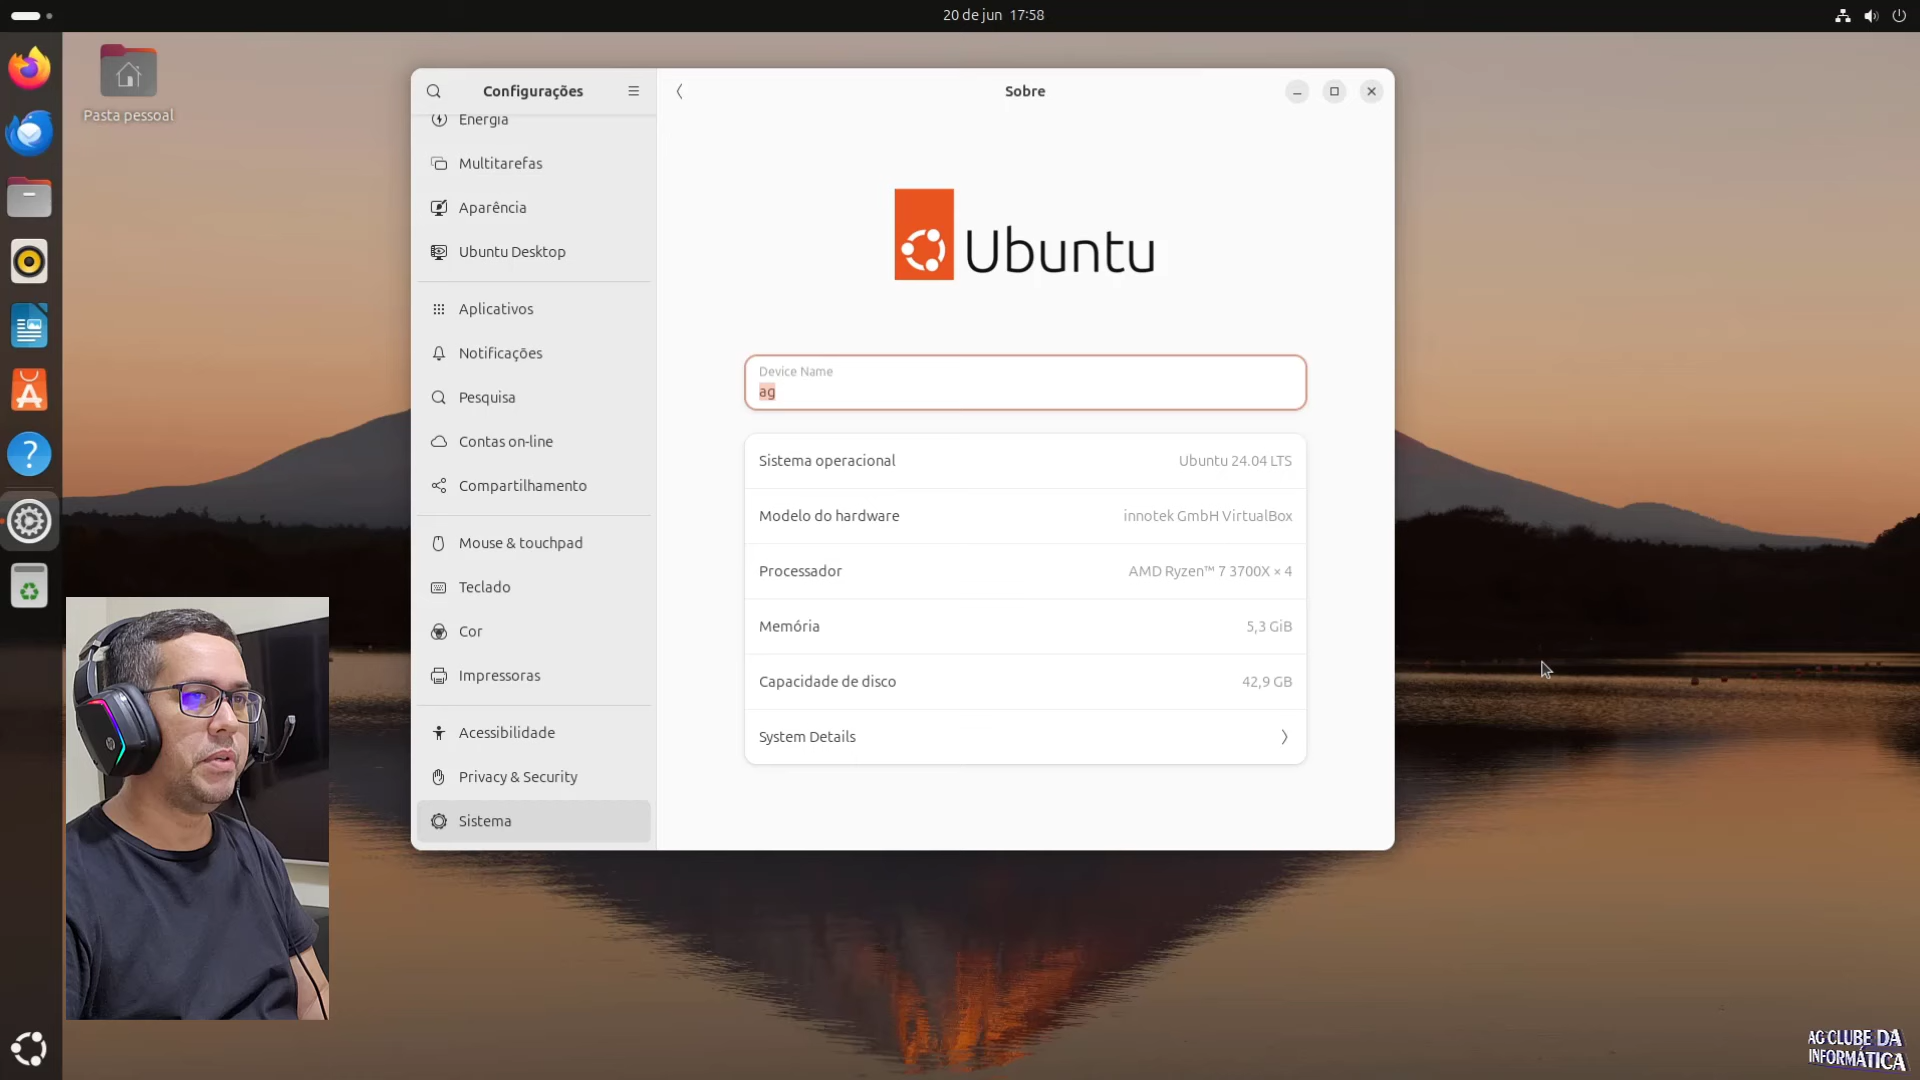 20 de jun 17:58
Pasta pessoal
Configurações
Sobre
Energia
Multitarefas
Aparência
Ubuntu Desktop
Aplicativos
Notificações
Pesquisa
Contas on-line
Compartilhamento
Mouse & touchpad
Teclado
Cor
Impressoras
Acessibilidade
Privacy & Security
Sistema
Ubuntu
Device Name
ag
Sistema operacional
Ubuntu 24.04 LTS
Modelo do hardware
innotek GmbH VirtualBox
Processador
AMD Ryzen™ 7 3700X × 4
Memória
5,3 GiB
Capacidade de disco
42,9 GB
System Details
AG CLUBE DA
INFORMÁTICA